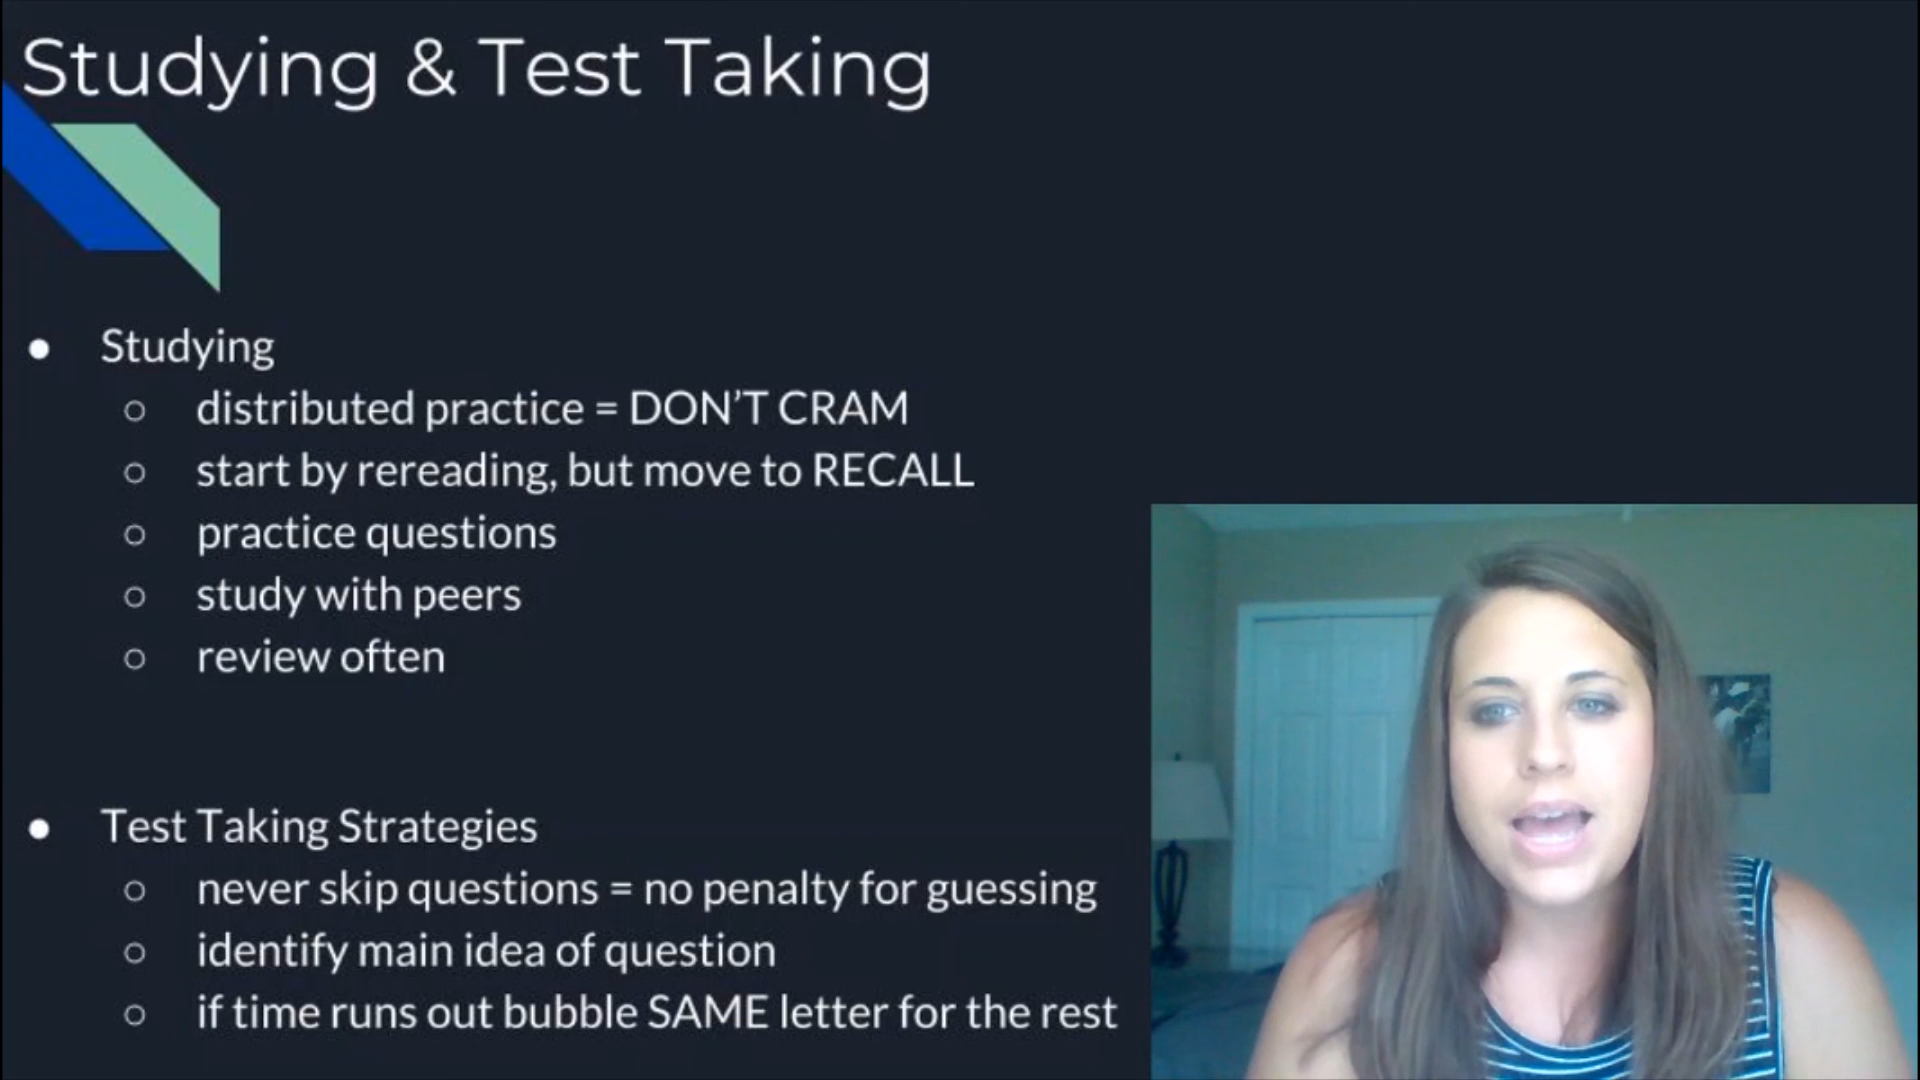 Studying & Test Taking
● Studying
○ distributed practice = DON'T CRAM
○ start by rereading, but move to RECALL
○ practice questions
○ study with peers
○ review often
● Test Taking Strategies
○ never skip questions = no penalty for guessing
○ identify main idea of question
○ if time runs out bubble SAME letter for the rest